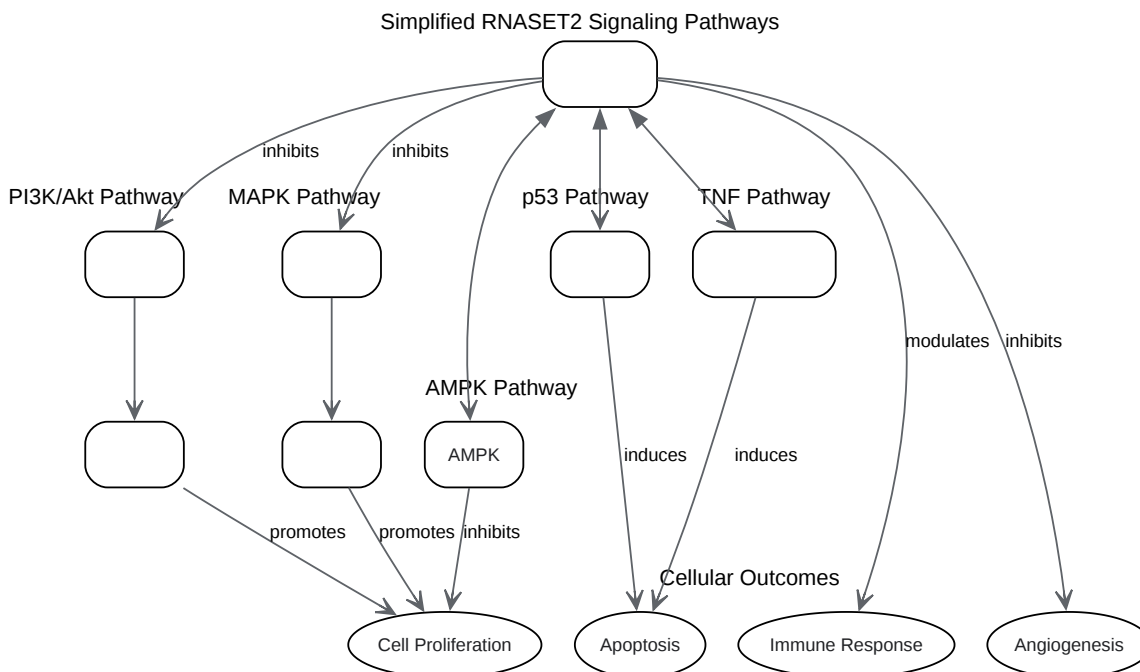 Simplified RNASET2 Signaling Pathways
inhibits
inhibits
PI3K/Akt Pathway
MAPK Pathway
p53 Pathway
TNF Pathway
modulates
inhibits
AMPK Pathway
AMPK
induces
induces
promotes
promotes
inhibits
Cellular Outcomes
Cell Proliferation
Apoptosis
Immune Response
Angiogenesis